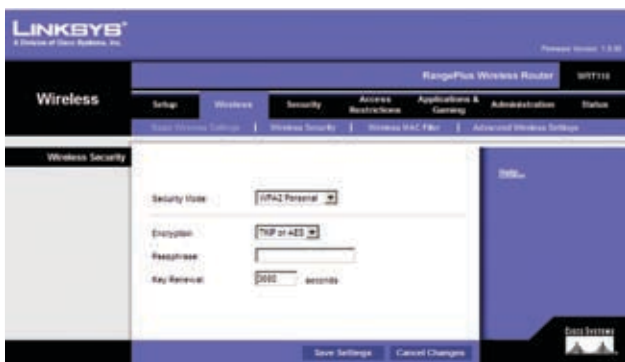 LINKSYS®
A Division of Cisco Systems, Inc.
Firmware Version: 1.0.00
RangePlus Wireless Router WRT110
Wireless
Setup Wireless Security Access Restrictions Applications & Gaming Administration Status
Basic Wireless Settings | Wireless Security | Wireless MAC Filter | Advanced Wireless Settings
Wireless Security
Help...
Security Mode: WPA2 Personal
Encryption: TKIP or AES
Passphrase:
Key Renewal: 3600 seconds
Save Settings Cancel Changes
CISCO SYSTEMS